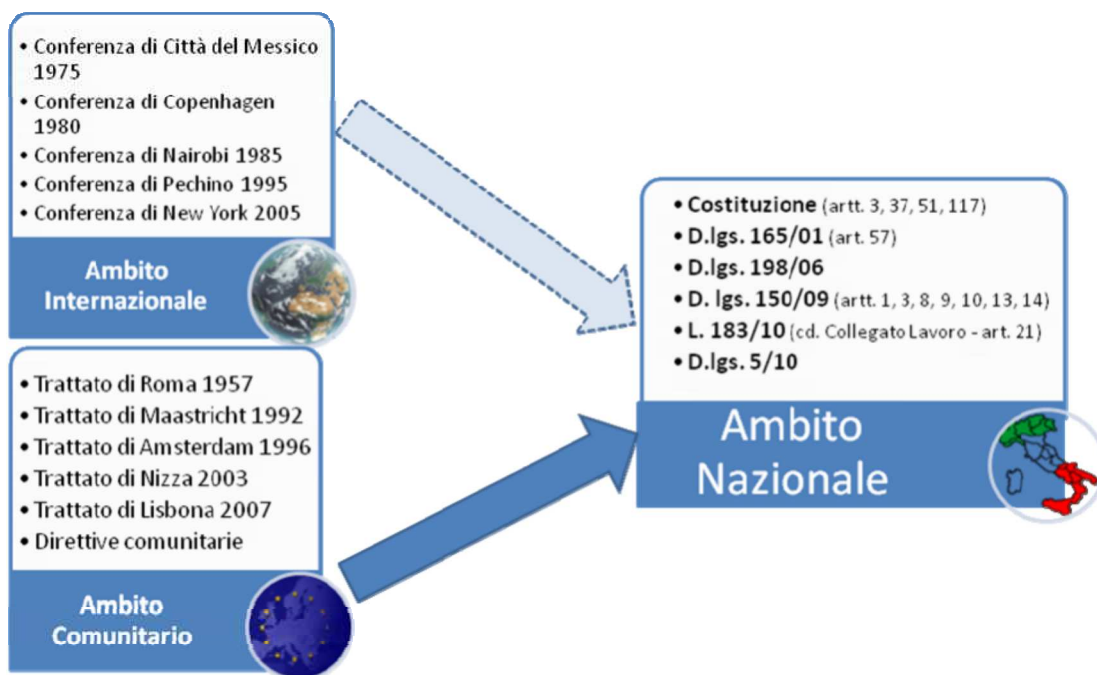 • Conferenza di Città del Messico
1975
• Conferenza di Copenhagen
1980
• Conferenza di Nairobi 1985
• Conferenza di Pechino 1995
• Conferenza di New York 2005
Ambito
Internazionale
• Trattato di Roma 1957
• Trattato di Maastricht 1992
• Trattato di Amsterdam 1996
• Trattato di Nizza 2003
• Trattato di Lisbona 2007
• Direttive comunitarie
Ambito
Comunitario
• Costituzione (artt. 3, 37, 51, 117)
• D.lgs. 165/01 (art. 57)
• D.lgs. 198/06
• D. lgs. 150/09 (artt. 1, 3, 8, 9, 10, 13, 14)
• L. 183/10 (cd. Collegato Lavoro - art. 21)
• D.lgs. 5/10
Ambito
Nazionale